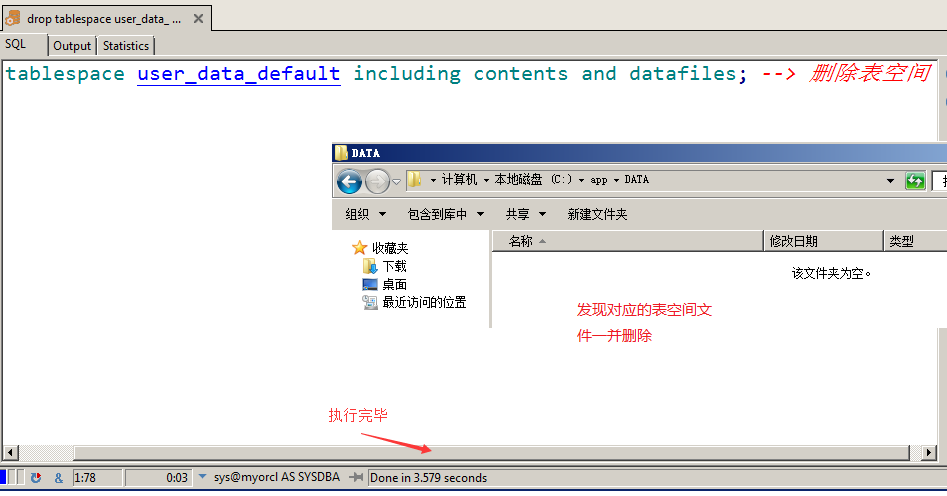 drop tablespace user_data_ ...
SQL
Output
Statistics
tablespace user_data_default including contents and datafiles; --> 删除表空间
DATA
计算机 本地磁盘 (C:) app DATA
组织 包含到库中 共享 新建文件夹
收藏夹
下载
桌面
最近访问的位置
名称 修改日期 类型
该文件夹为空。
发现对应的表空间文
件一并删除
执行完毕
& 1:78 0:03 sys@myorcl AS SYSDBA Done in 3.579 seconds